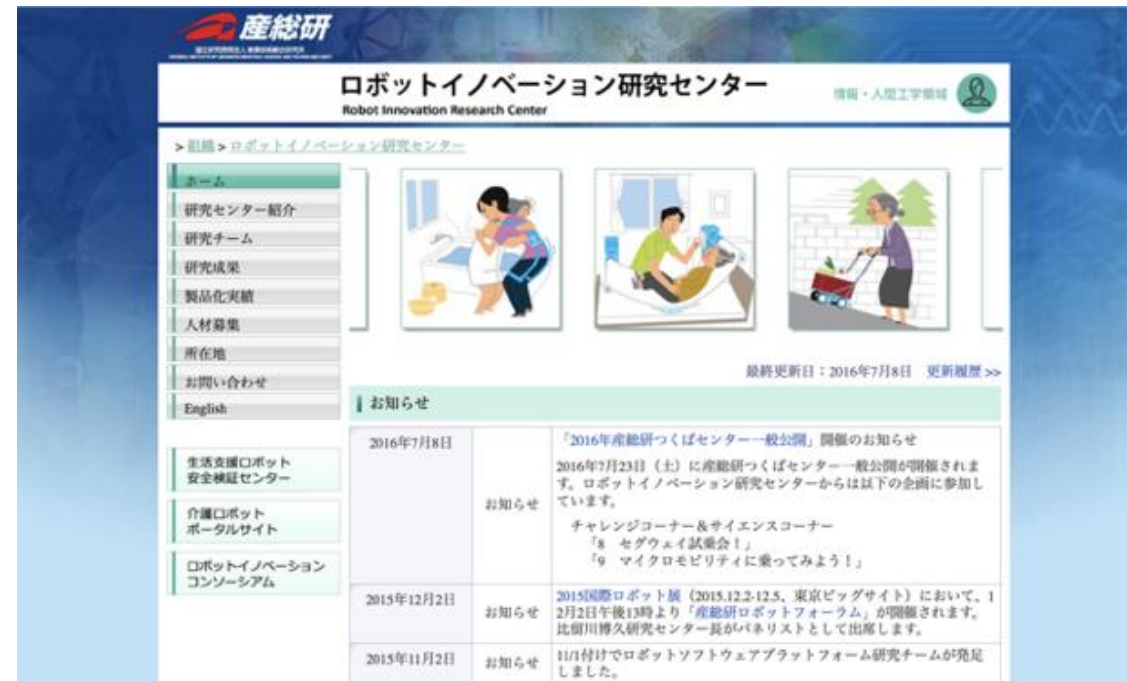 産総研
ロボットイノベーション研究センター
Robot Innovation Research Center
情報・人間工学領域
> 組織 > ロボットイノベーション研究センター
ホーム
研究センター紹介
研究チーム
研究成果
製品化実績
人材募集
所在地
お問い合わせ
English
生活支援ロボット
安全検証センター
介護ロボット
ポータルサイト
ロボットイノベーション
コンソーシアム
最終更新日：2016年7月8日 更新履歴 >>
お知らせ
2016年7月8日
お知らせ
「2016年産総研つくばセンター一般公開」開催のお知らせ
2016年7月23日（土）に産総研つくばセンター一般公開が開催されま
す。ロボットイノベーション研究センターからは以下の企画に参加し
ています。
チャレンジコーナー＆サイエンスコーナー
「8 セグウェイ試乗会！」
「9 マイクロモビリティに乗ってみよう！」
2015年12月2日
お知らせ
2015国際ロボット展（2015.12.2-12.5、東京ビッグサイト）において、1
2月2日午後13時より「産総研ロボットフォーラム」が開催されます。
比留川博久研究センター長がパネリストとして出席します。
2015年11月2日
お知らせ
11/1付けでロボットソフトウェアプラットフォーム研究チームが発足
しました。